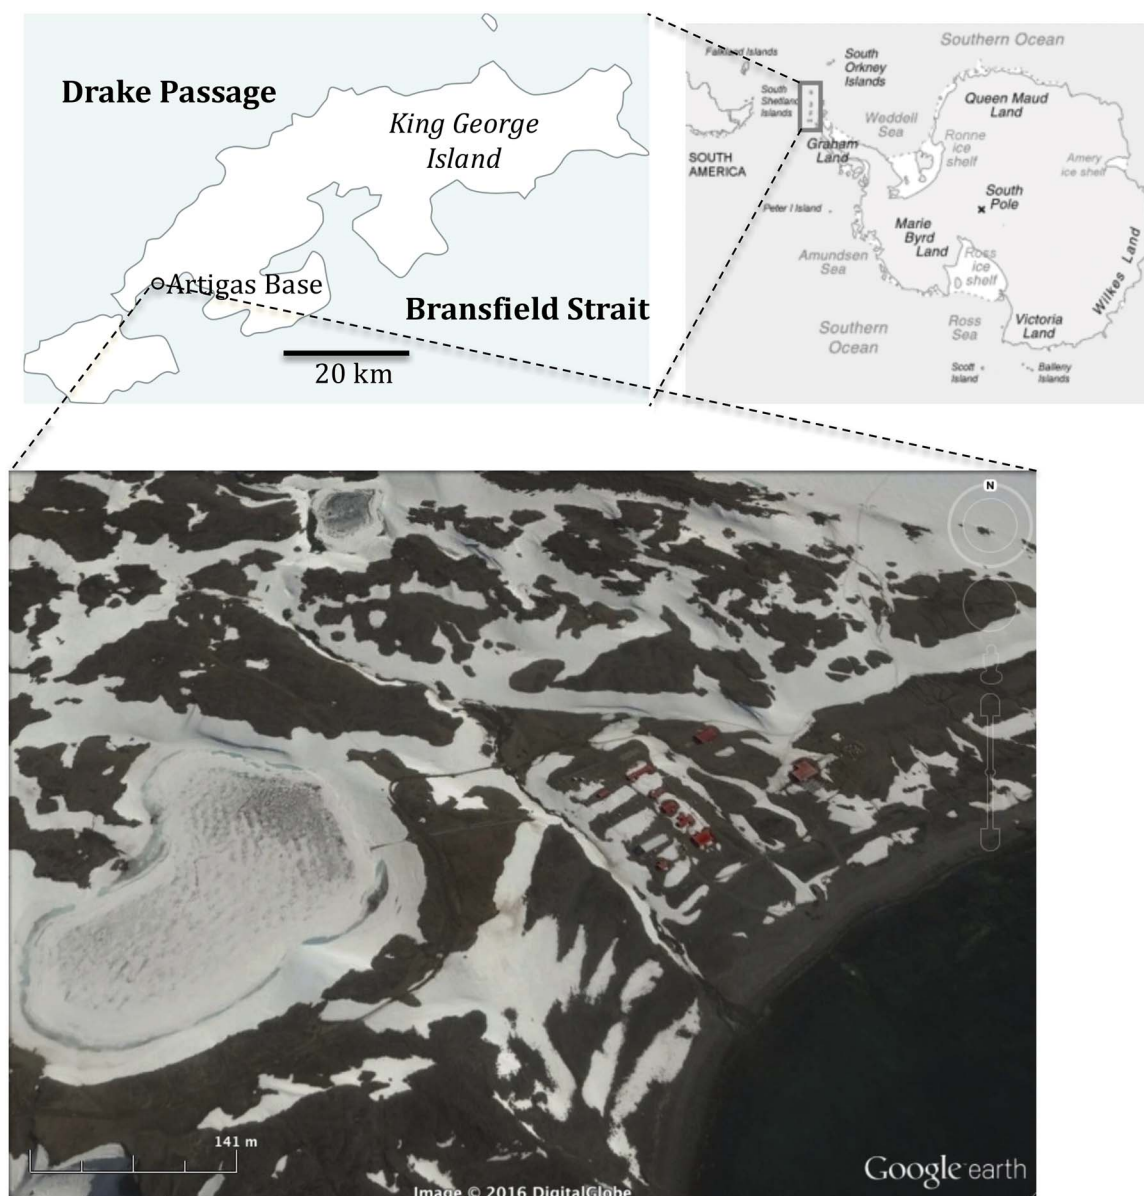 Drake Passage
King George
Island
Artigas Base
Bransfield Strait
20 km
Southern Ocean
Falkland Islands
South
Orkney
Islands
South
Shetland
Islands
Queen Maud
Land
Weddell
Sea
Ronne
ice
shelf
Graham
Land
SOUTH
AMERICA
Amery
ice shelf
South
Pole
Peter I Island
Marie
Byrd
Land
Amundsen
Sea
Ross
ice
shelf
Wilkes Land
Southern
Ocean
Ross
Sea
Victoria
Land
Scott
Island
Balleny
Islands
N
141 m
Google earth
Image © 2016 DigitalGlobe